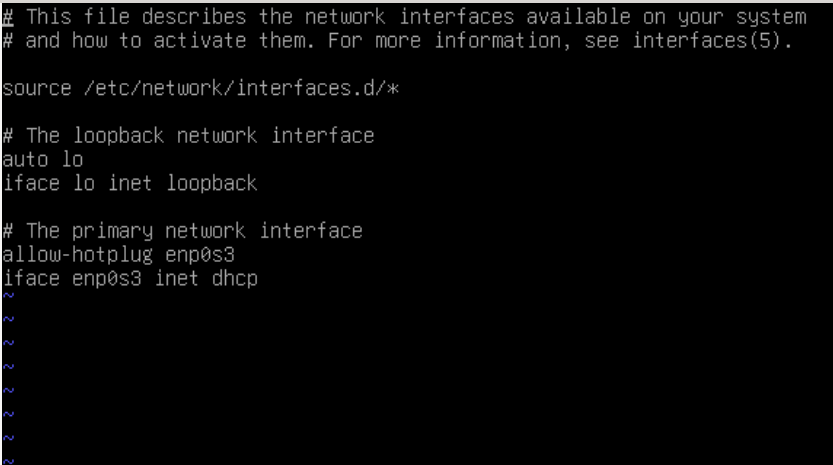 # This file describes the network interfaces available on your system
# and how to activate them. For more information, see interfaces(5).

source /etc/network/interfaces.d/*

# The loopback network interface
auto lo
iface lo inet loopback

# The primary network interface
allow-hotplug enp0s3
iface enp0s3 inet dhcp
~
~
~
~
~
~
~
~